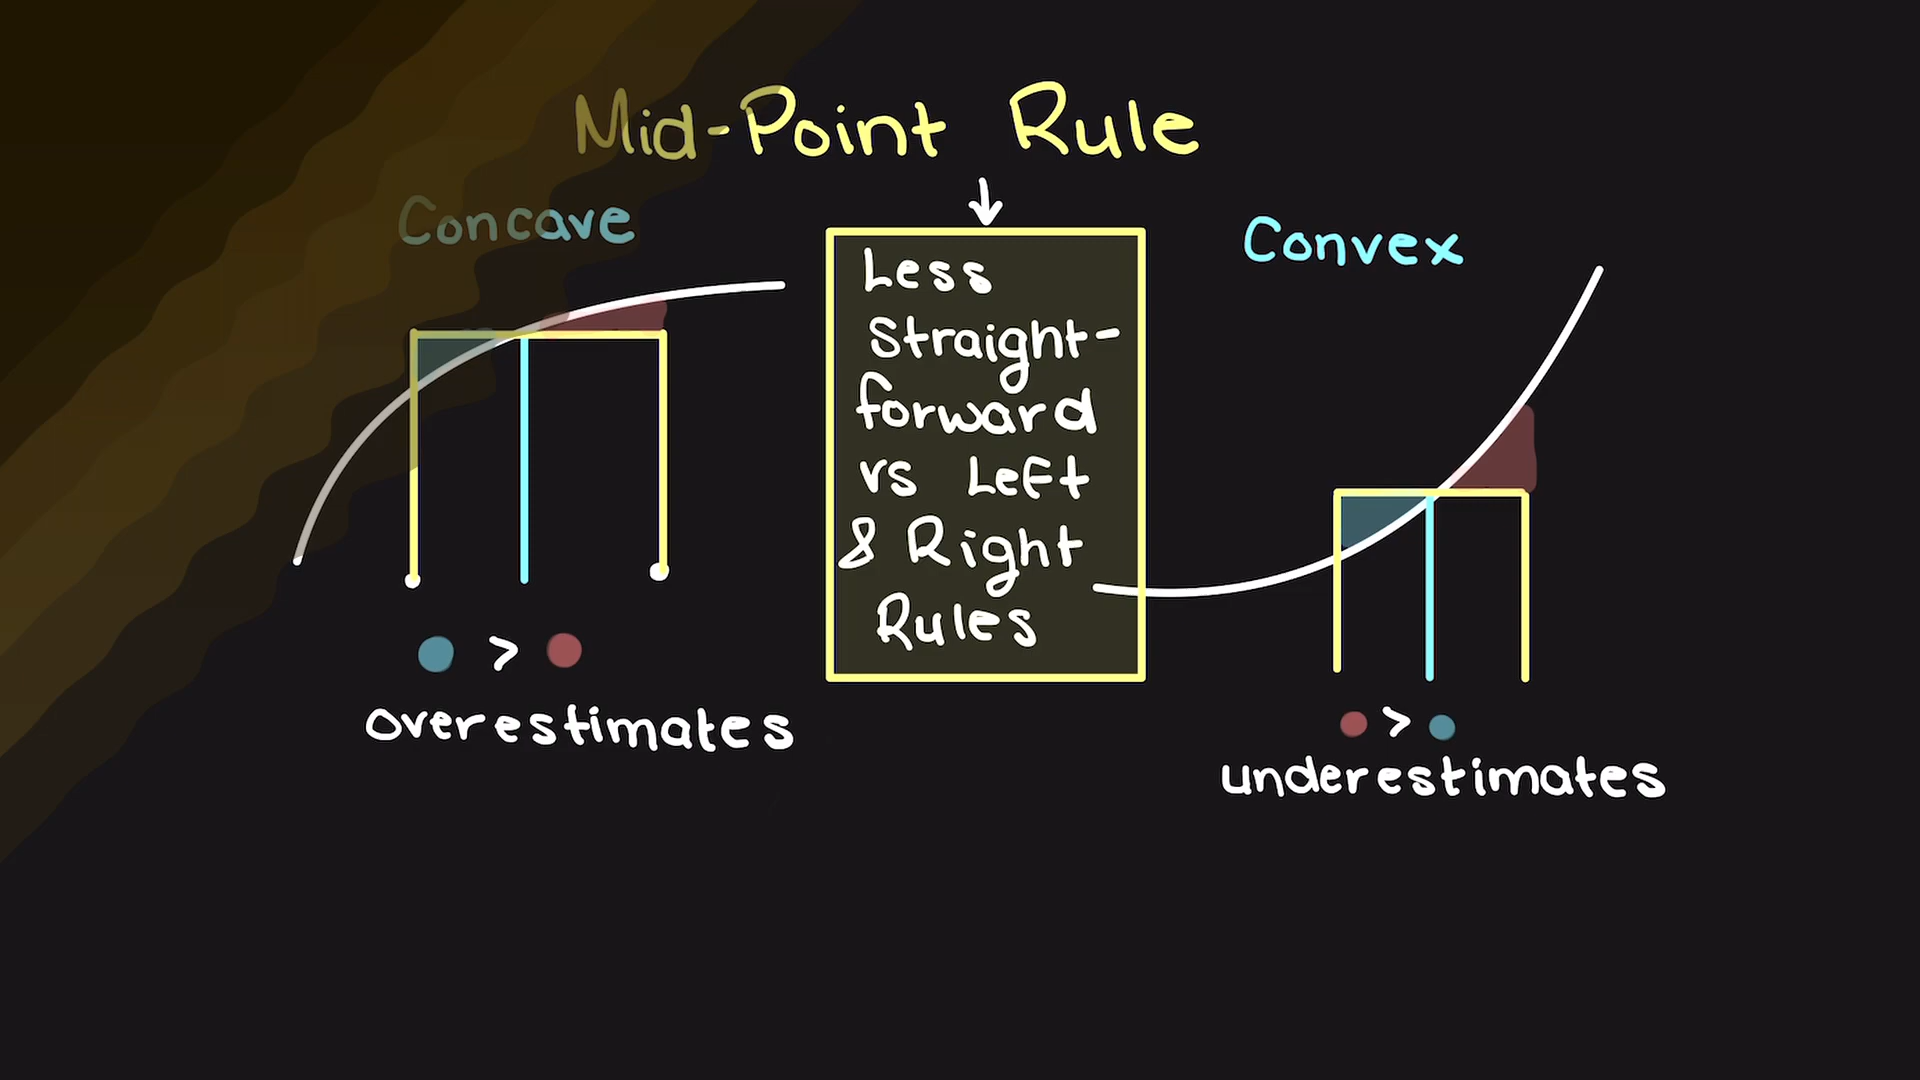 Mid-Point Rule
Concave
Less
Straight-
forward
vs Left
& Right
Rules
Convex
>
overestimates
>
underestimates